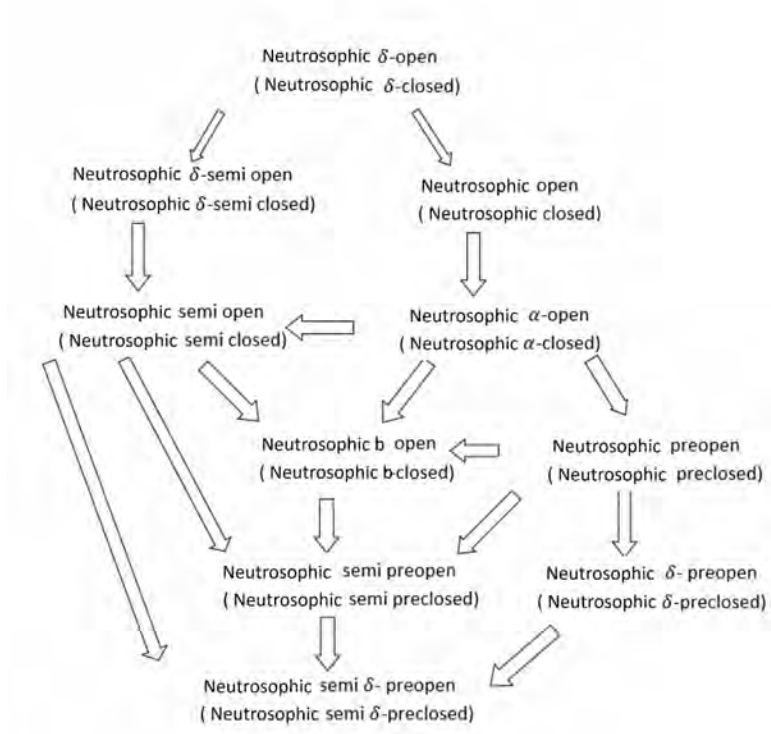 Neutrosophic δ-open
( Neutrosophic δ-closed)
Neutrosophic δ-semi open
( Neutrosophic δ-semi closed)
Neutrosophic open
( Neutrosophic closed)
Neutrosophic semi open
( Neutrosophic semi closed)
Neutrosophic α-open
( Neutrosophic α-closed)
Neutrosophic b open
( Neutrosophic b-closed)
Neutrosophic preopen
( Neutrosophic preclosed)
Neutrosophic semi preopen
( Neutrosophic semi preclosed)
Neutrosophic δ- preopen
( Neutrosophic δ-preclosed)
Neutrosophic semi δ- preopen
( Neutrosophic semi δ-preclosed)